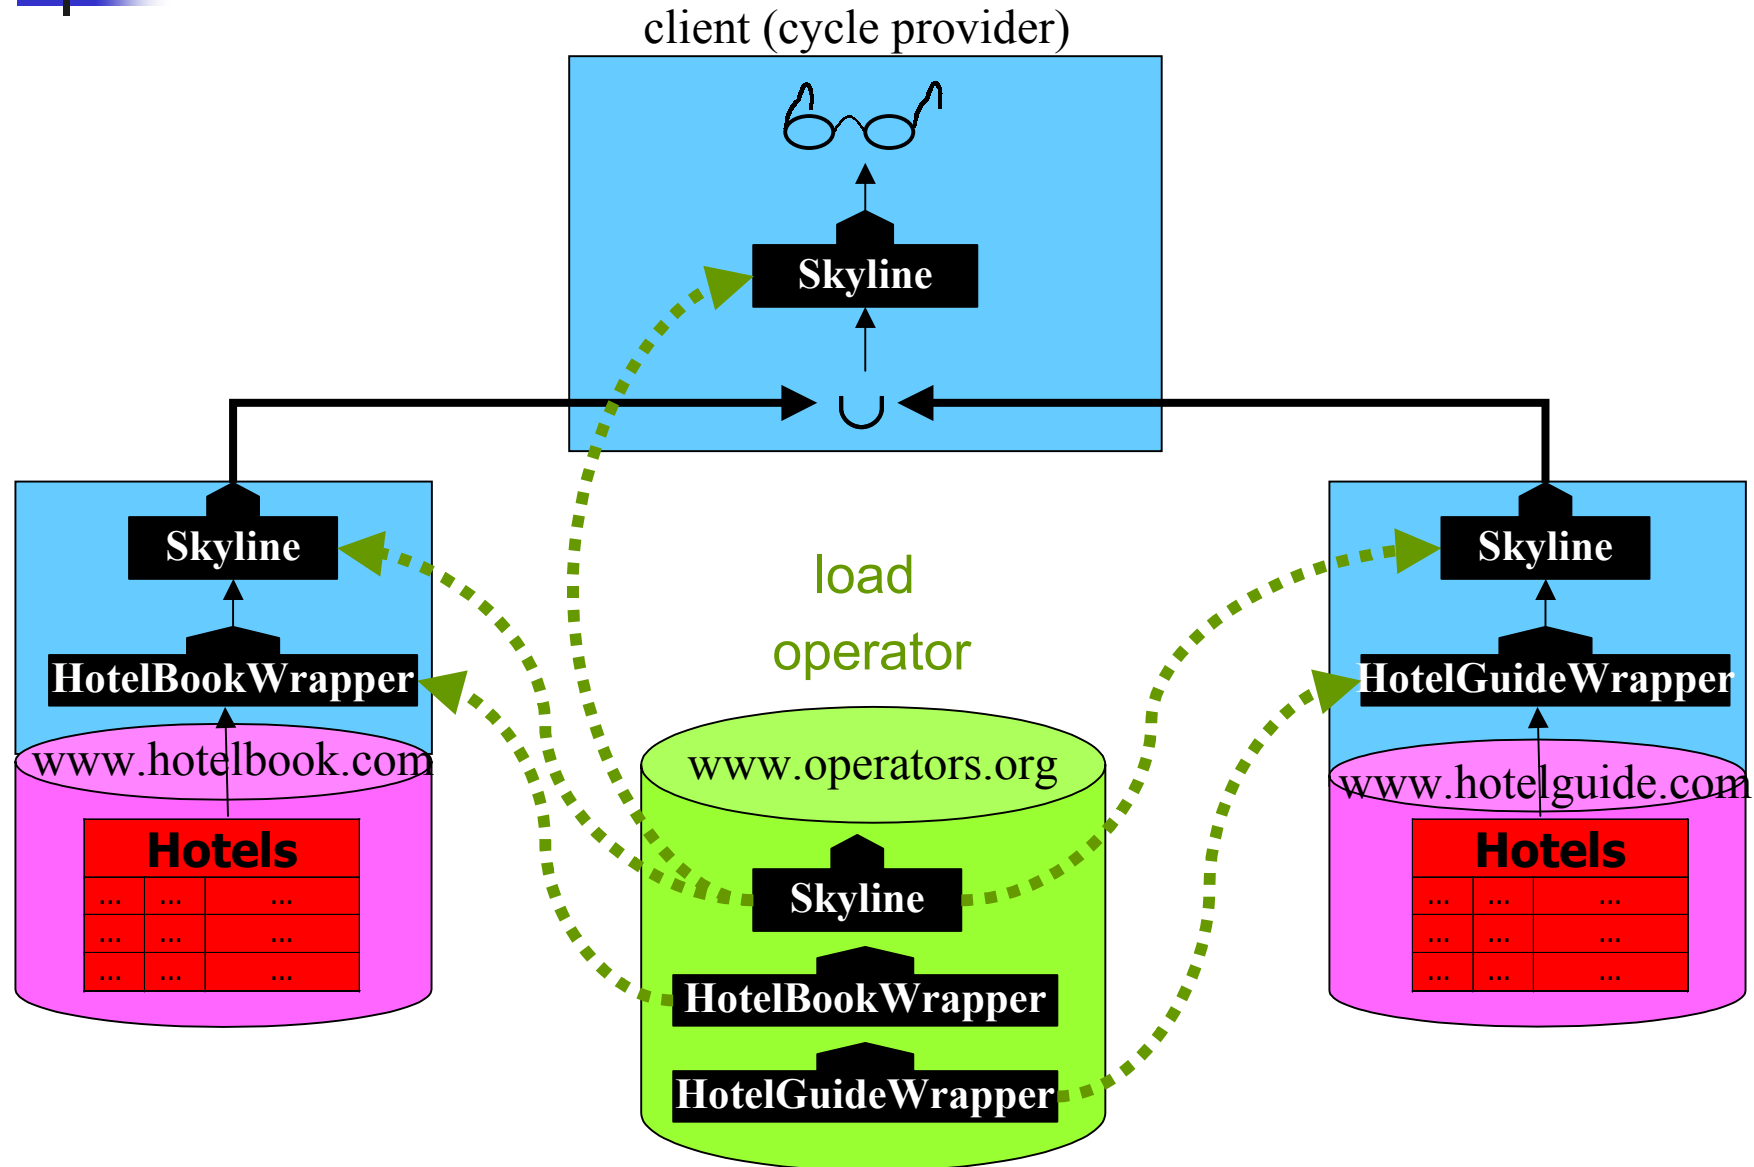 client (cycle provider)
Skyline
∪
Skyline
HotelBookWrapper
www.hotelbook.com
Hotels
... ... ...
... ... ...
... ... ...
load
operator
www.operators.org
Skyline
HotelBookWrapper
HotelGuideWrapper
Skyline
HotelGuideWrapper
www.hotelguide.com
Hotels
... ... ...
... ... ...
... ... ...